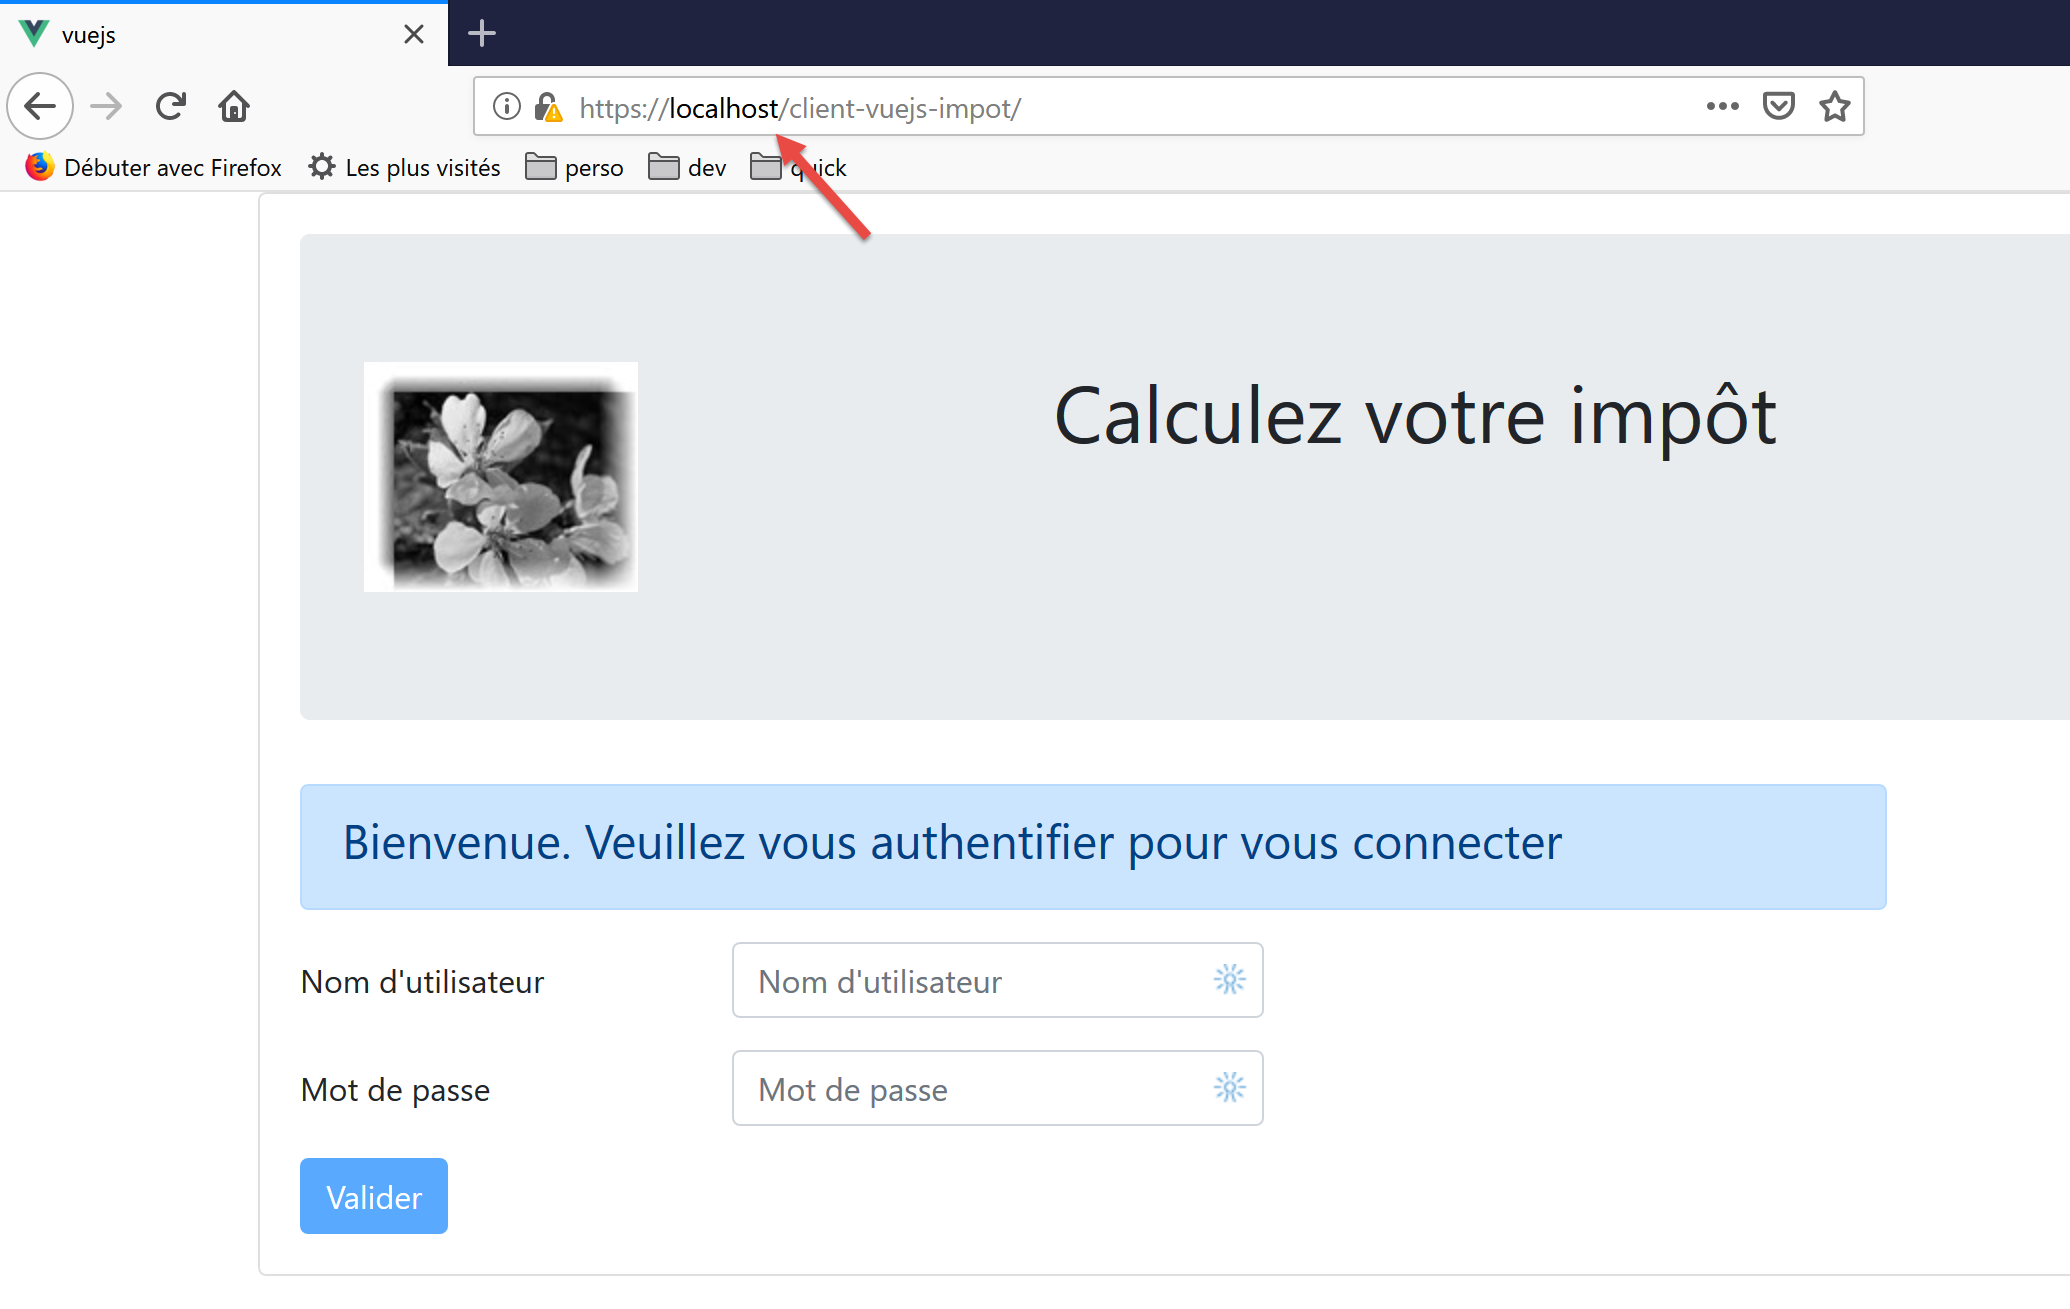 vuejs
https://localhost/client-vuejs-impot/
Débuter avec Firefox Les plus visités perso dev quick
Calculez votre impôt
Bienvenue. Veuillez vous authentifier pour vous connecter
Nom d'utilisateur Nom d'utilisateur
Mot de passe Mot de passe
Valider